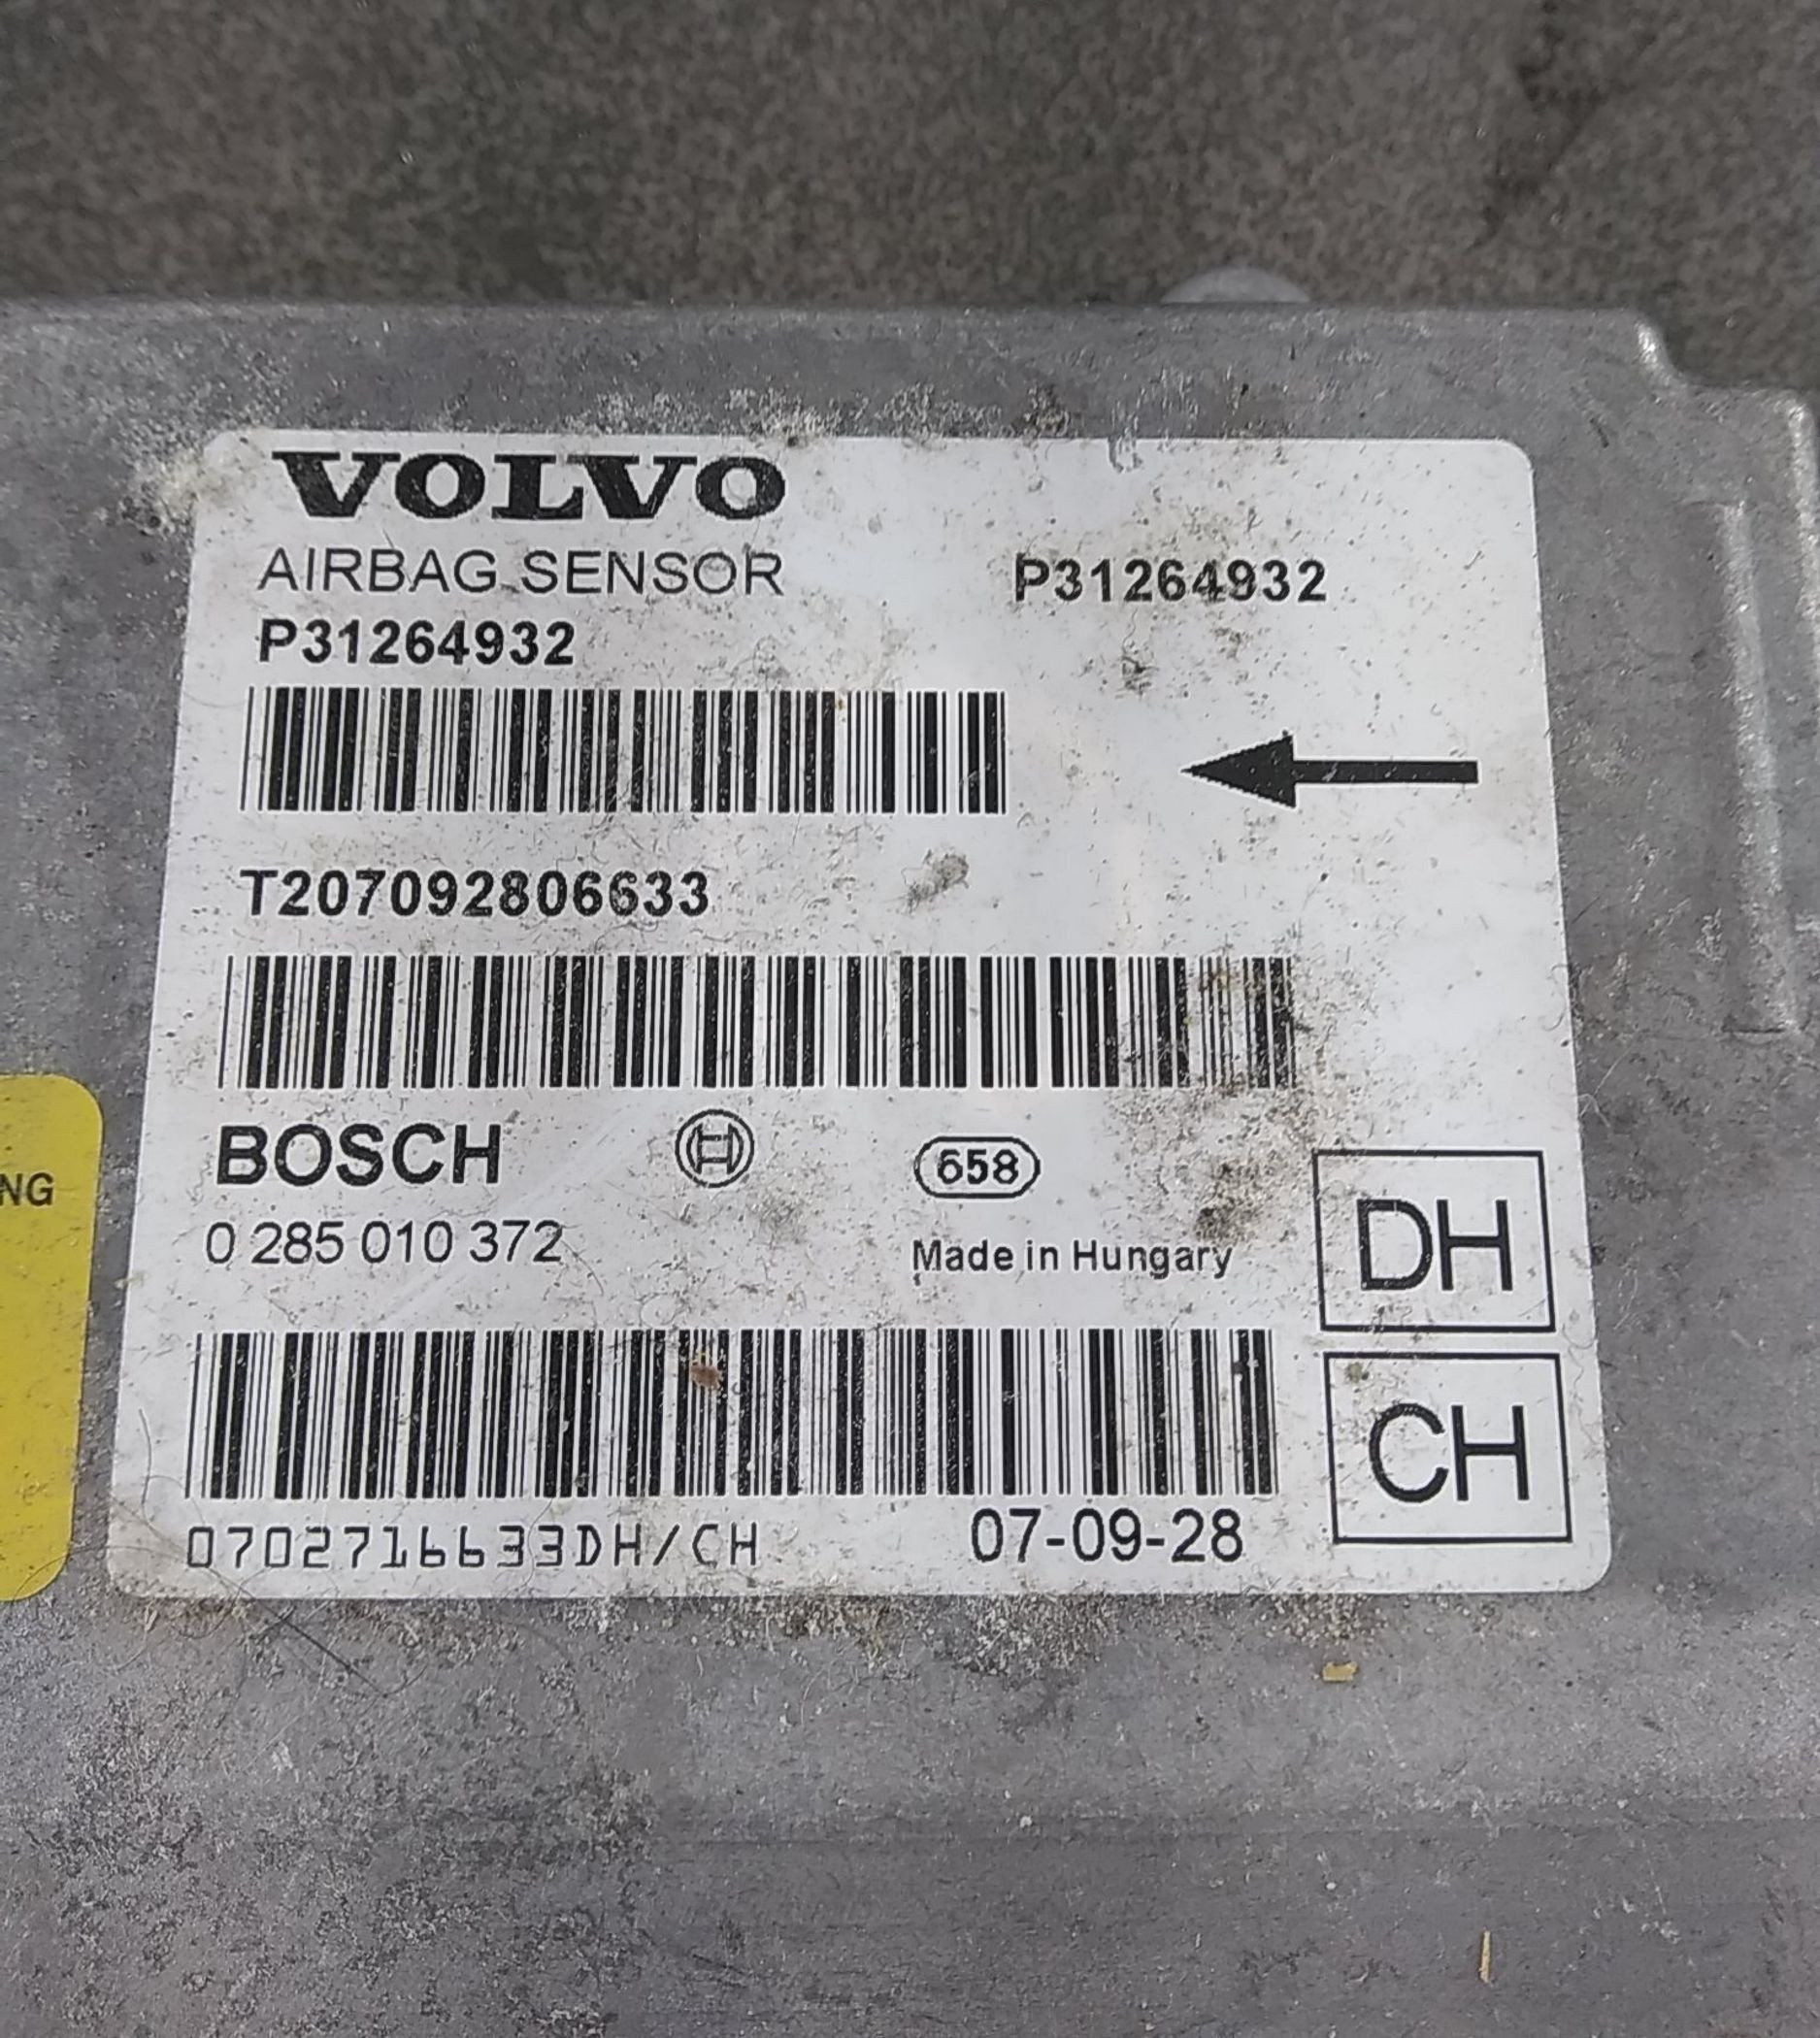 VOLVO
AIRBAG SENSOR
P31264932
P31264932
T207092806633
BOSCH
658
0 285 010 372
Made in Hungary
DH
CH
0702716633DH/CH
07-09-28
NG